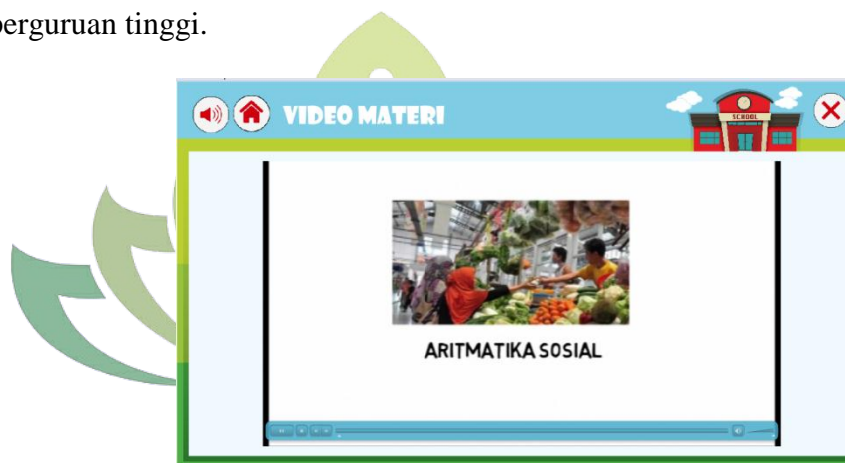 perguruan tinggi.
VIDEO MATERI
SCHOOL
ARITMATIKA SOSIAL